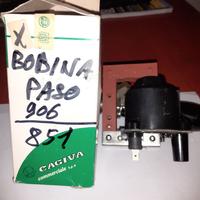 X
BOBINA
PASO
906
851
CAGIVA
commerciale s.p.a